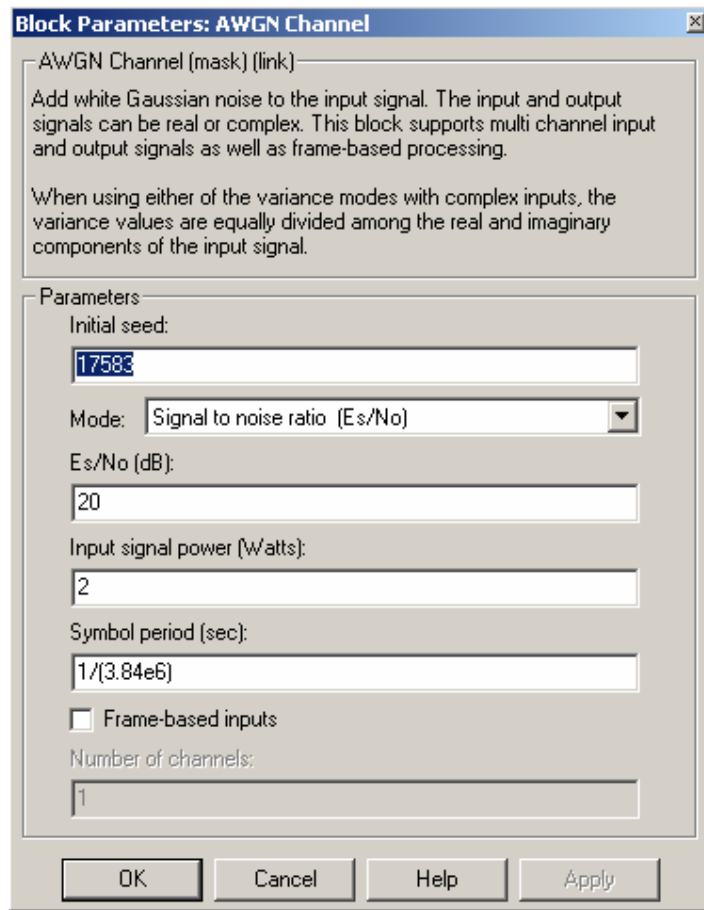 Block Parameters: AWGN Channel
AWGN Channel (mask) (link)
Add white Gaussian noise to the input signal. The input and output
signals can be real or complex. This block supports multi channel input
and output signals as well as frame-based processing.
When using either of the variance modes with complex inputs, the
variance values are equally divided among the real and imaginary
components of the input signal.
Parameters
Initial seed:
17583
Mode: Signal to noise ratio (Es/No)
Es/No (dB):
20
Input signal power (Watts):
2
Symbol period (sec):
1/(3.84e6)
Frame-based inputs
Number of channels:
1
OK Cancel Help Apply